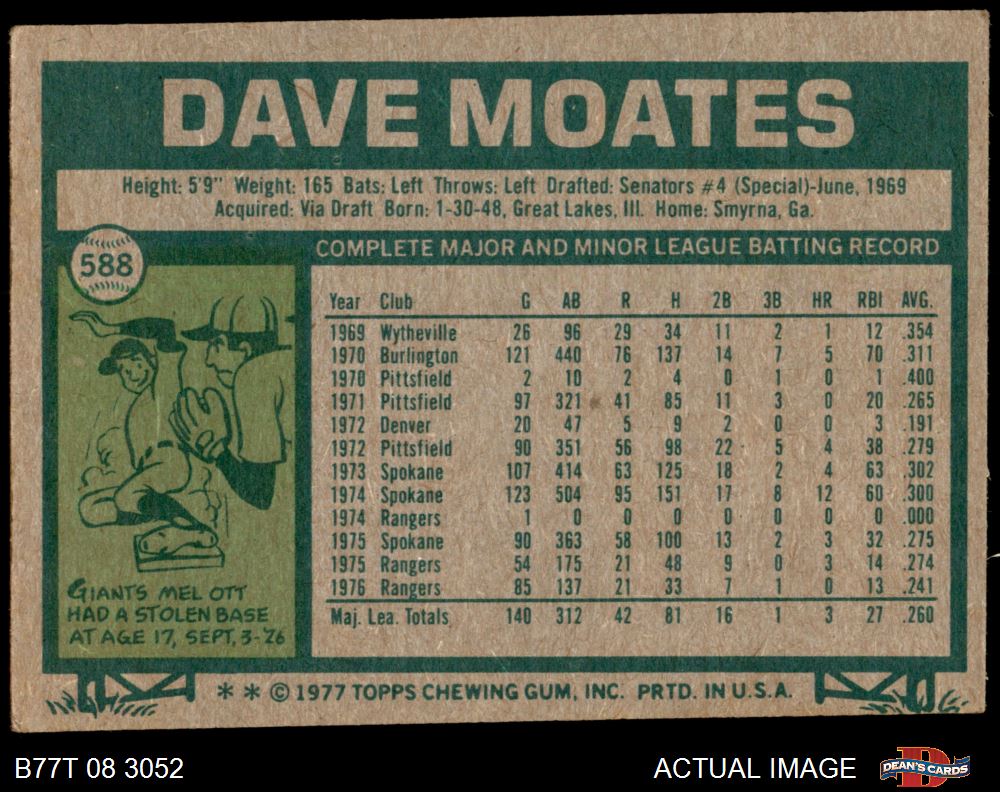 DAVE MOATES
Height: 5'9" Weight: 165 Bats: Left Throws: Left Drafted: Senators #4 (Special)-June, 1969
Acquired: Via Draft Born: 1-30-48, Great Lakes, Ill. Home: Smyrna, Ga.
588
COMPLETE MAJOR AND MINOR LEAGUE BATTING RECORD
Year Club G AB R H 2B 3B HR RBI AVG.
1969 Wytheville 26 96 29 34 11 2 1 12 .354
1970 Burlington 121 440 76 137 14 7 5 70 .311
1970 Pittsfield 2 10 2 4 0 1 0 1 .400
1971 Pittsfield 97 321 41 85 11 3 0 20 .265
1972 Denver 20 47 5 9 2 0 0 3 .191
1972 Pittsfield 90 351 56 98 22 5 4 38 .279
1973 Spokane 107 414 63 125 18 2 4 63 .302
1974 Spokane 123 504 95 151 17 8 12 60 .300
1974 Rangers 1 0 0 0 0 0 0 0 .000
1975 Spokane 90 363 58 100 13 2 3 32 .275
1975 Rangers 54 175 21 48 9 0 3 14 .274
1976 Rangers 85 137 21 33 7 1 0 13 .241
Maj. Lea. Totals 140 312 42 81 16 1 3 27 .260
GIANTS MEL OTT
HAD A STOLEN BASE
AT AGE 17, SEPT, 3-'26
* * © 1977 TOPPS CHEWING GUM, INC. PRTD. IN U.S.A.
B77T 08 3052
ACTUAL IMAGE
D
DEAN'S CARDS